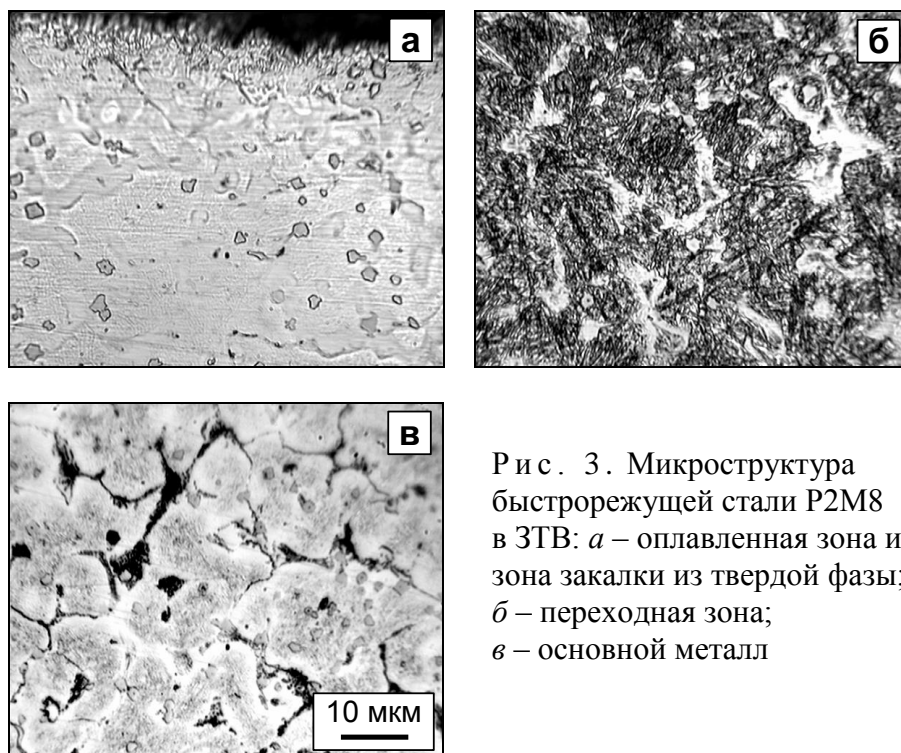 а
б
в
10 мкм
Рис. 3. Микроструктура
быстрорежущей стали Р2М8
в ЗТВ: а – оплавленная зона и
зона закалки из твердой фазы;
б – переходная зона;
в – основной металл